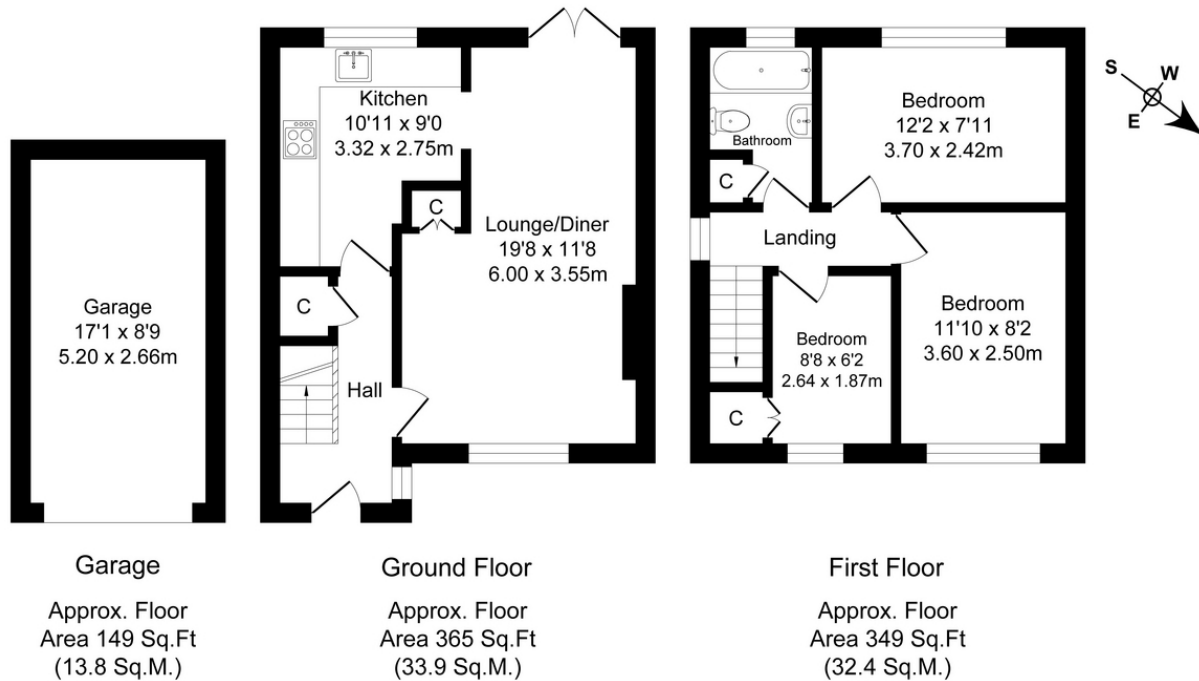 Garage
17'1 x 8'9
5.20 x 2.66m
Garage
Approx. Floor
Area 149 Sq.Ft
(13.8 Sq.M.)
Kitchen
10'11 x 9'0
3.32 x 2.75m
C
Lounge/Diner
19'8 x 11'8
6.00 x 3.55m
C
Hall
Ground Floor
Approx. Floor
Area 365 Sq.Ft
(33.9 Sq.M.)
Bathroom
C
Bedroom
12'2 x 7'11
3.70 x 2.42m
Landing
Bedroom
11'10 x 8'2
3.60 x 2.50m
Bedroom
8'8 x 6'2
2.64 x 1.87m
C
First Floor
Approx. Floor
Area 349 Sq.Ft
(32.4 Sq.M.)
S
W
E